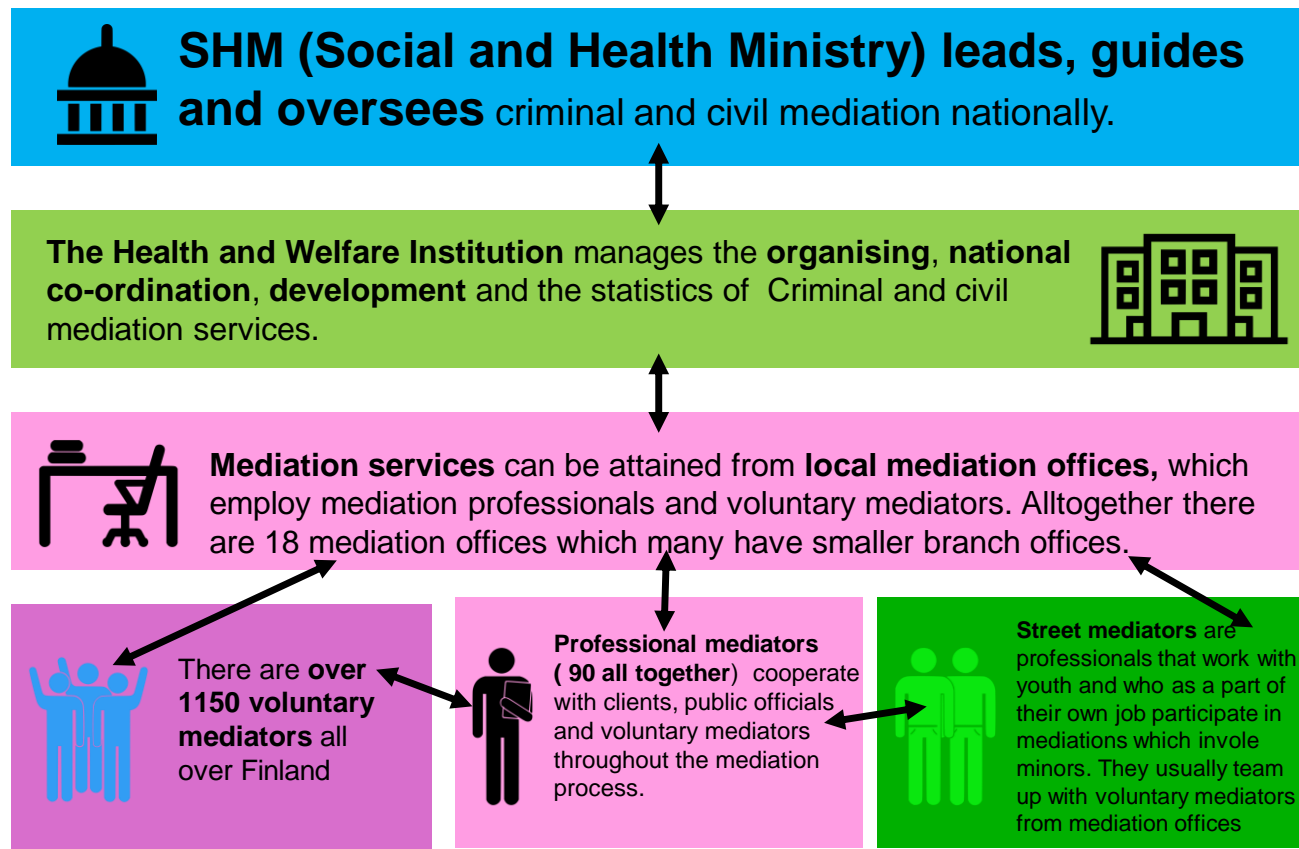 SHM (Social and Health Ministry) leads, guides
and oversees criminal and civil mediation nationally.
The Health and Welfare Institution manages the organising, national
co-ordination, development and the statistics of Criminal and civil
mediation services.
Mediation services can be attained from local mediation offices, which
employ mediation professionals and voluntary mediators. Alltogether there
are 18 mediation offices which many have smaller branch offices.
There are over
1150 voluntary
mediators all
over Finland
Professional mediators
( 90 all together) cooperate
with clients, public officials
and voluntary mediators
throughout the mediation
process.
Street mediators are
professionals that work with
youth and who as a part of
their own job participate in
mediations which invole
minors. They usually team
up with voluntary mediators
from mediation offices